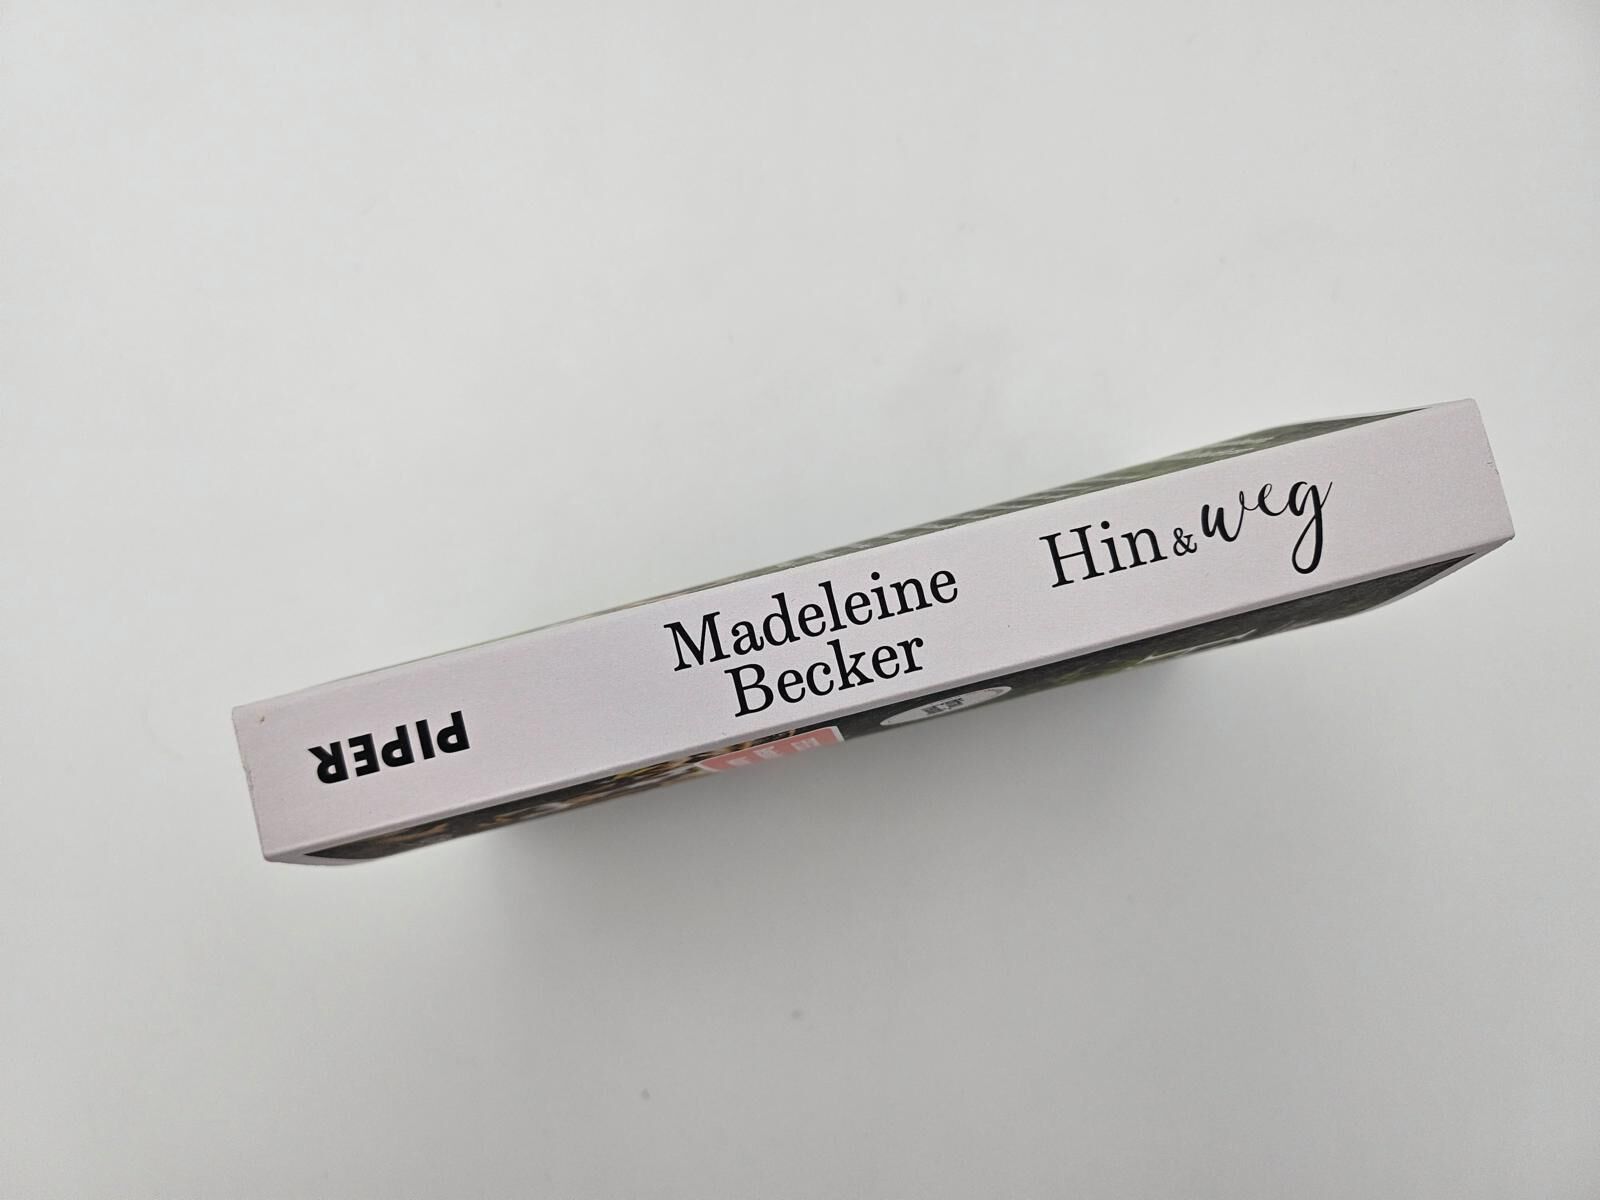 Madeleine
Becker
Hin & weg
PIPER